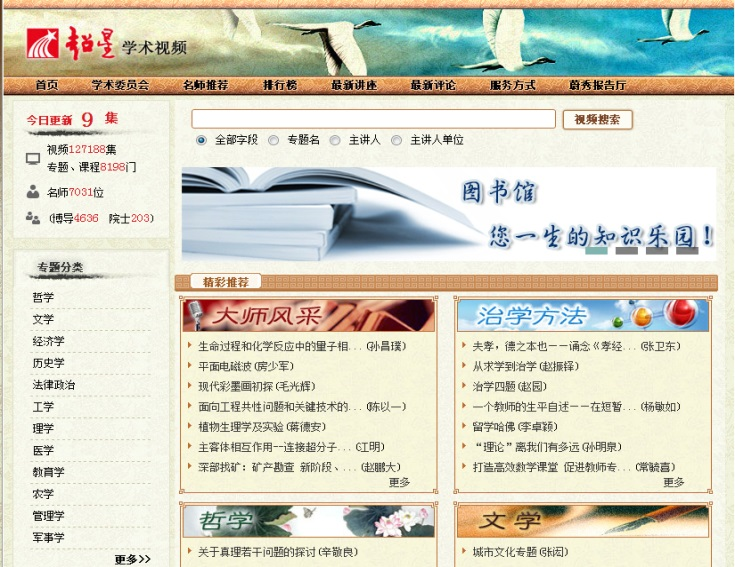 超星 学术视频
首页 学术委员会 名师推荐 排行榜 最新讲座 最新评论 服务方式 蔚秀报告厅
今日更新 9 集
视频127188集
专题、课程8198门
名师7031位
(博导4636 院士203)
视频搜索
全部字段 专题名 主讲人 主讲人单位
图书馆
您一生的知识乐园!
专题分类
哲学
文学
经济学
历史学
法律政治
工学
理学
医学
教育学
农学
管理学
军事学
更多>>
精彩推荐
大师风采
生命过程和化学反应中的量子相... (孙昌璞)
平面电磁波(房少军)
现代彩墨画初探(毛光辉)
面向工程共性问题和关键技术的... (陈以一)
植物生理学及实验(蒋德安)
主客体相互作用--连接超分子... (江明)
深部找矿：矿产勘查 新阶段、... (赵鹏大)
更多
治学方法
夫孝，德之本也——诵念《孝经... (张卫东)
从求学到治学(赵振铎)
治学四题(赵园)
一个教师的生平自述——在短暂... (杨敏如)
留学哈佛(李卓颖)
“理论”离我们有多远(孙明泉)
打造高效数学课堂 促进教师专... (常毓喜)
更多
哲学
关于真理若干问题的探讨(辛敬良)
文学
城市文化专题(张闳)